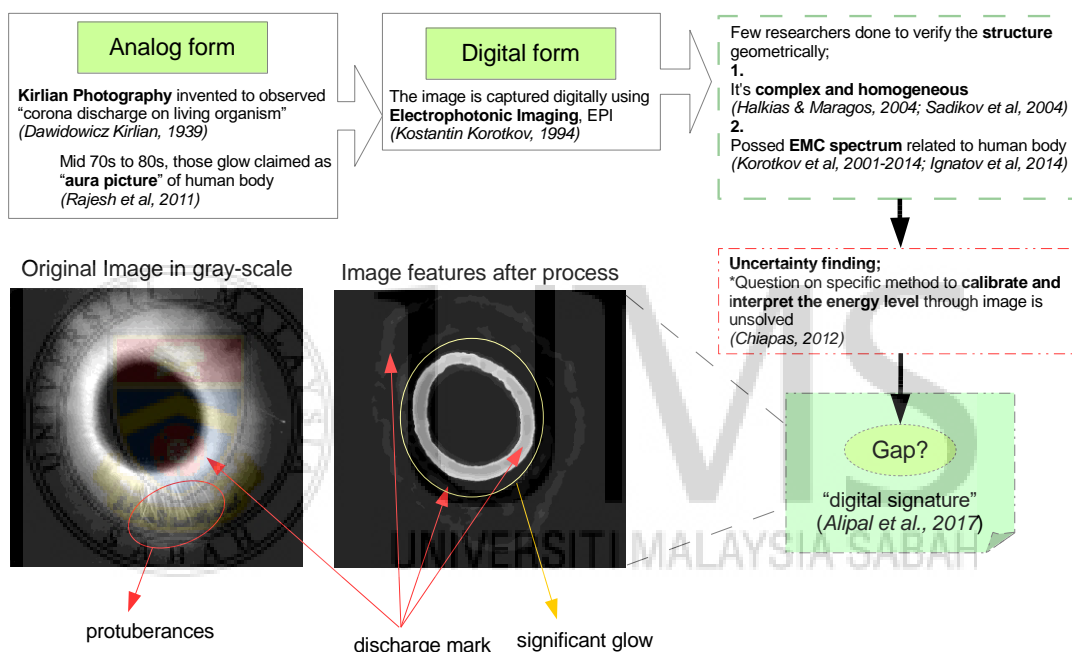 Analog form
Kirlian Photography invented to observed
“corona discharge on living organism”
(Dawidowicz Kirlian, 1939)
Mid 70s to 80s, those glow claimed as
“aura picture” of human body
(Rajesh et al, 2011)
Digital form
The image is captured digitally using
Electrophotonic Imaging, EPI
(Kostantin Korotkov, 1994)
Few researchers done to verify the structure
geometrically;
1.
It's complex and homogeneous
(Halkias & Maragos, 2004; Sadikov et al, 2004)
2.
Possed EMC spectrum related to human body
(Korotkov et al, 2001-2014; Ignatov et al, 2014)
Uncertainty finding;
*Question on specific method to calibrate and
interpret the energy level through image is
unsolved
(Chiapas, 2012)
Gap?
“digital signature”
(Alipal et al., 2017)
Original Image in gray-scale
Image features after process
protuberances
discharge mark
significant glow
UMS
UNIVERSITI MALAYSIA SABAH
UNIVERSITI MALAYSIA
SABAH